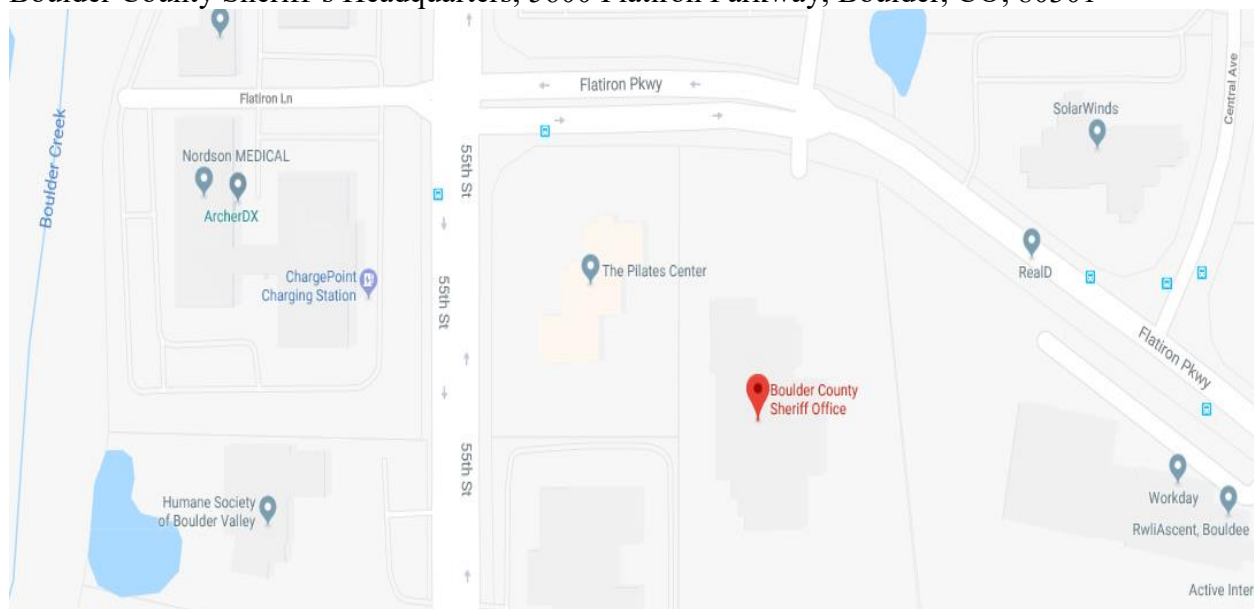 Boulder County Sheriff's Headquarters, 5600 Flatiron Parkway, Boulder, CO, 80301
Flatiron Pkwy
Flatiron Ln
Central Ave
SolarWinds
Boulder Creek
Nordson MEDICAL
ArcherDX
55th St
ChargePoint
Charging Station
55th St
The Pilates Center
RealD
Flatiron Pkwy
Boulder County
Sheriff Office
55th St
Humane Society
of Boulder Valley
Workday
RwliAscent, Bouldee
Active Inter